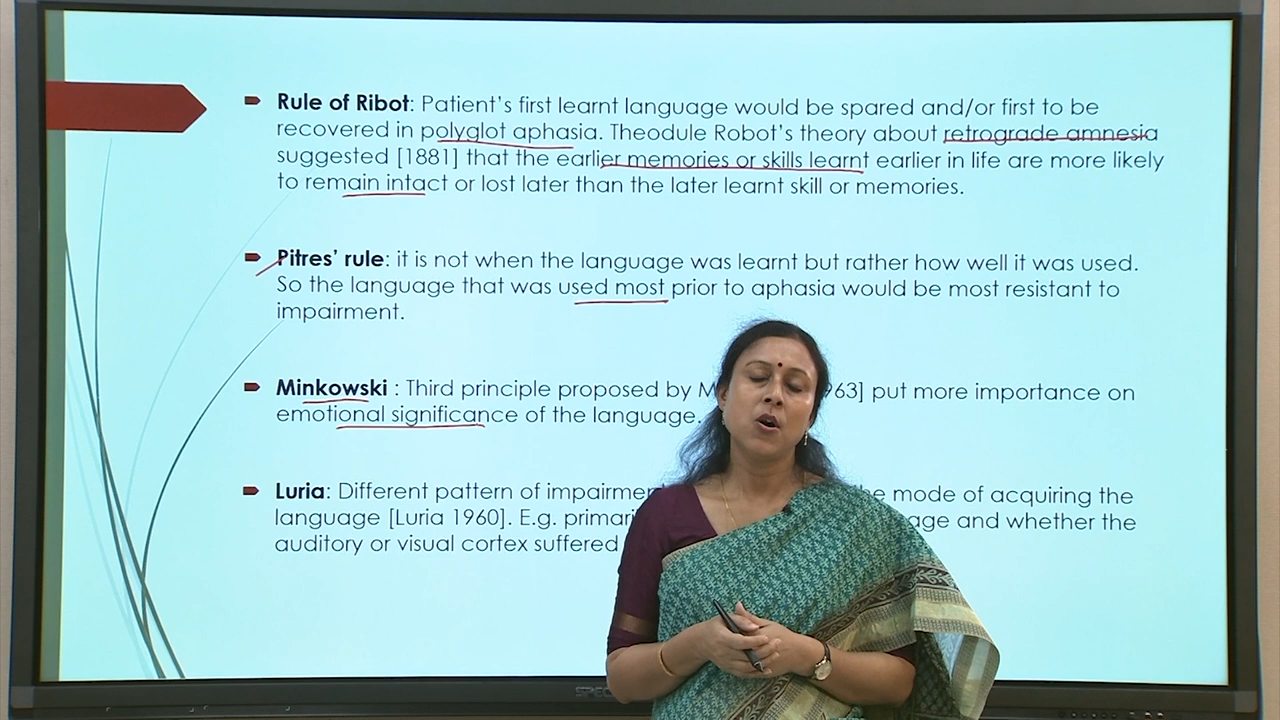 Rule of Ribot: Patient's first learnt language would be spared and/or first to be
recovered in polyglot aphasia. Theodule Robot's theory about retrograde amnesia
suggested [1881] that the earlier memories or skills learnt earlier in life are more likely
to remain intact or lost later than the later learnt skill or memories.
Pitres' rule: it is not when the language was learnt but rather how well it was used.
So the language that was used most prior to aphasia would be most resistant to
impairment.
Minkowski : Third principle proposed by 63] put more importance on
emotional significance of the language.
Luria: Different pattern of mode of acquiring the
language [Luria 1960]. E.g. and whether the
auditory or visual cortex suffered